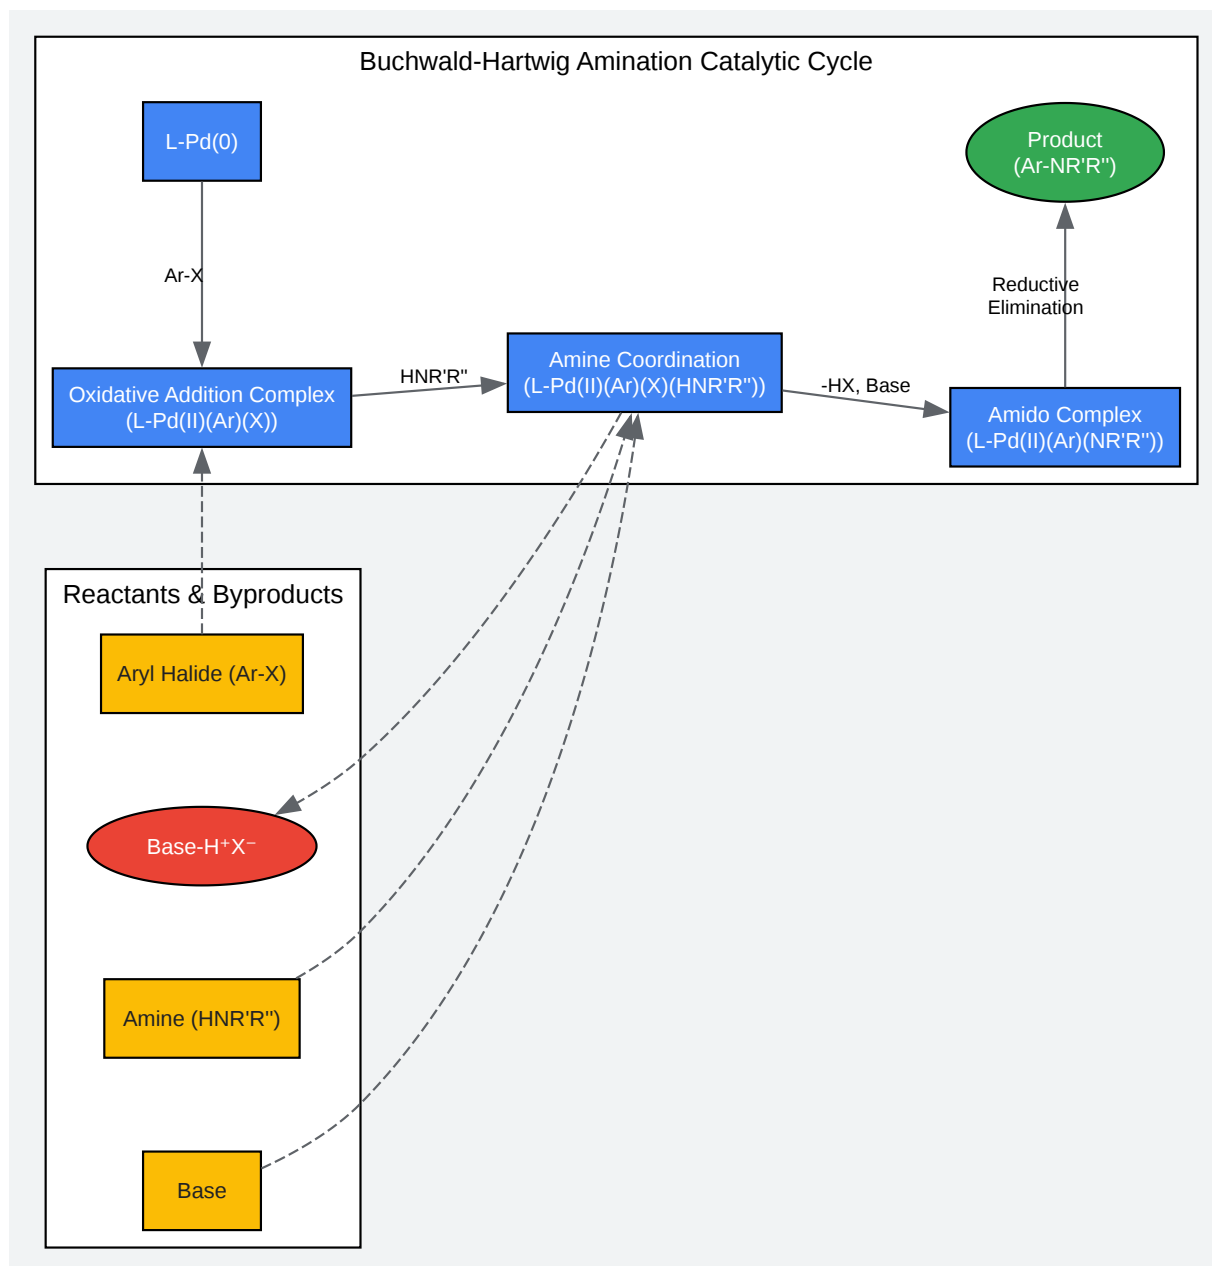 Buchwald-Hartwig Amination Catalytic Cycle
L-Pd(0)
Product
(Ar-NR'R'')
Ar-X
Reductive
Elimination
Oxidative Addition Complex
(L-Pd(II)(Ar)(X))
HNR'R''
Amine Coordination
(L-Pd(II)(Ar)(X)(HNR'R''))
-HX, Base
Amido Complex
(L-Pd(II)(Ar)(NR'R''))
Reactants & Byproducts
Aryl Halide (Ar-X)
Base-H⁺X⁻
Amine (HNR'R'')
Base